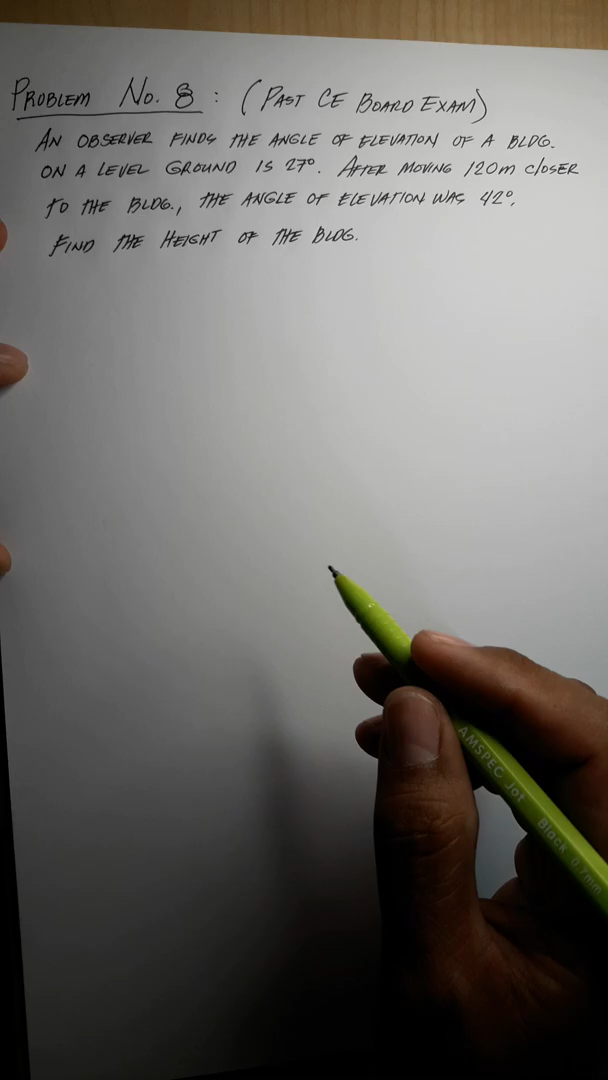 PROBLEM No. 8 : (PAST CE BOARD EXAM)
AN OBSERVER FINDS THE ANGLE OF ELEVATION OF A BLDG.
ON A LEVEL GROUND IS 27°. AFTER MOVING 120m closer
TO THE BLDG., THE ANGLE OF ELEVATION WAS 42°.
FIND THE HEIGHT OF THE BLDG.
AMSPEC Jot Black 0.7mm